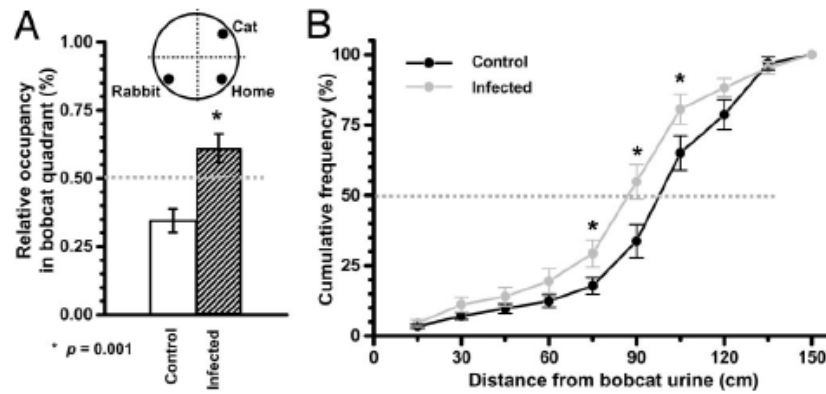 A
Relative occupancy
in bobcat quadrant (%)
1.00
0.75
0.50
0.25
0.00
Cat
Rabbit
Home
*
* p = 0.001
Control
Infected
B
Cumulative frequency (%)
100
75
50
25
0
Control
Infected
*
*
*
0
30
60
90
120
150
Distance from bobcat urine (cm)